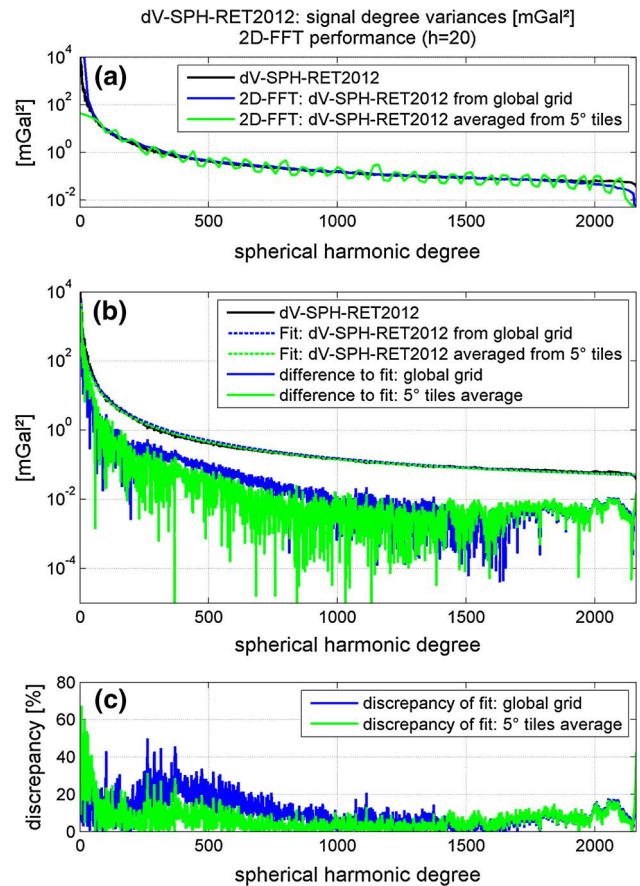 dV-SPH-RET2012: signal degree variances [mGal²]
2D-FFT performance (h=20)
(a)
dV-SPH-RET2012
2D-FFT: dV-SPH-RET2012 from global grid
2D-FFT: dV-SPH-RET2012 averaged from 5° tiles
[mGal²]
10⁴
10²
10⁰
10⁻²
0 500 1000 1500 2000
spherical harmonic degree
(b)
dV-SPH-RET2012
Fit: dV-SPH-RET2012 from global grid
Fit: dV-SPH-RET2012 averaged from 5° tiles
difference to fit: global grid
difference to fit: 5° tiles average
[mGal²]
10⁴
10²
10⁰
10⁻²
10⁻⁴
0 500 1000 1500 2000
spherical harmonic degree
(c)
discrepancy of fit: global grid
discrepancy of fit: 5° tiles average
discrepancy [%]
80
60
40
20
0
0 500 1000 1500 2000
spherical harmonic degree